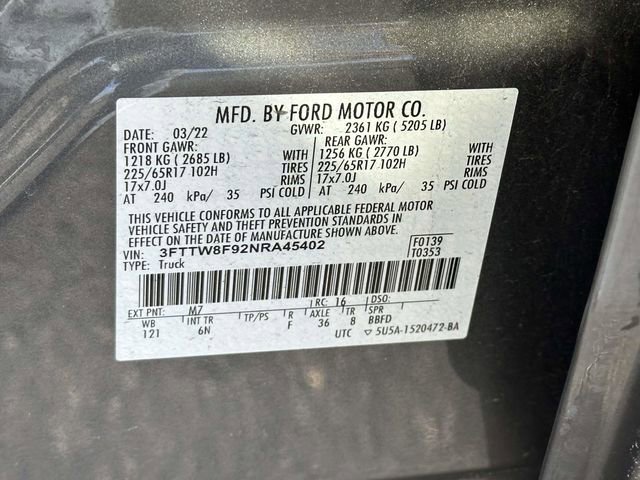 MFD. BY FORD MOTOR CO.
DATE: 03/22 GVWR: 2361 KG ( 5205 LB)
FRONT GAWR: REAR GAWR:
1218 KG ( 2685 LB) WITH 1256 KG ( 2770 LB) WITH
225/65R17 102H TIRES 225/65R17 102H TIRES
17x7.0J RIMS 17x7.0J RIMS
AT 240 kPa/ 35 PSI COLD AT 240 kPa/ 35 PSI COLD
THIS VEHICLE CONFORMS TO ALL APPLICABLE FEDERAL MOTOR
VEHICLE SAFETY AND THEFT PREVENTION STANDARDS IN
EFFECT ON THE DATE OF MANUFACTURE SHOWN ABOVE.
VIN: 3FTTW8F92NRA45402 F0139
TYPE: Truck T0353
EXT PNT: M7 RC: 16 DSO:
WB INT TR TP/PS R AXLE TR SPR
121 6N F 36 8 BBFD
UTC ▽ 5U5A-1520472-BA